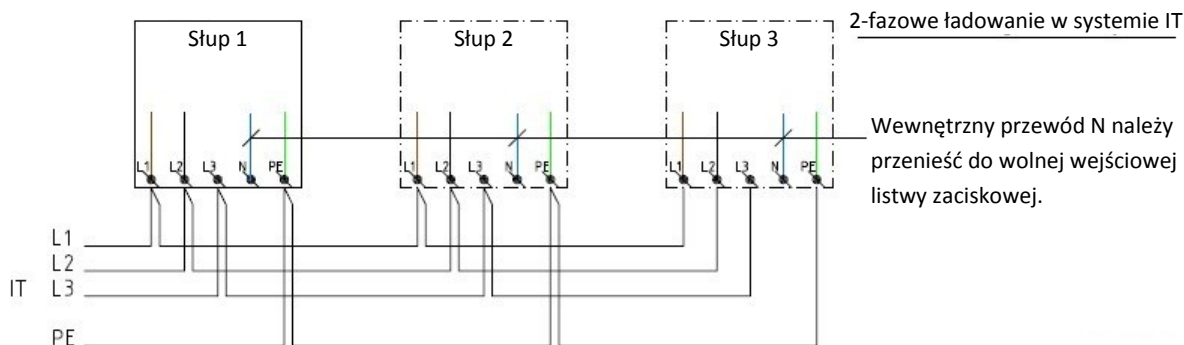 2-fazowe ładowanie w systemie IT
Słup 1
Słup 2
Słup 3
Wewnętrzny przewód N należy
przenieść do wolnej wejściowej
listwy zaciskowej.
L1 L2 L3 N PE
L1 L2 L3 N PE
L1 L2 L3 N PE
L1
L2
IT L3
PE